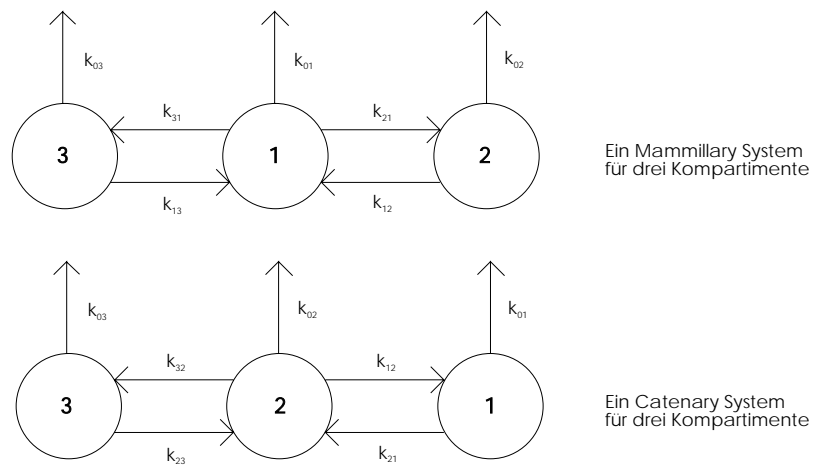 k03
k01
k02
k31
k21
3
1
2
k13
k12
Ein Mammillary System
für drei Kompartimente
k03
k02
k01
k32
k12
3
2
1
k23
k21
Ein Catenary System
für drei Kompartimente